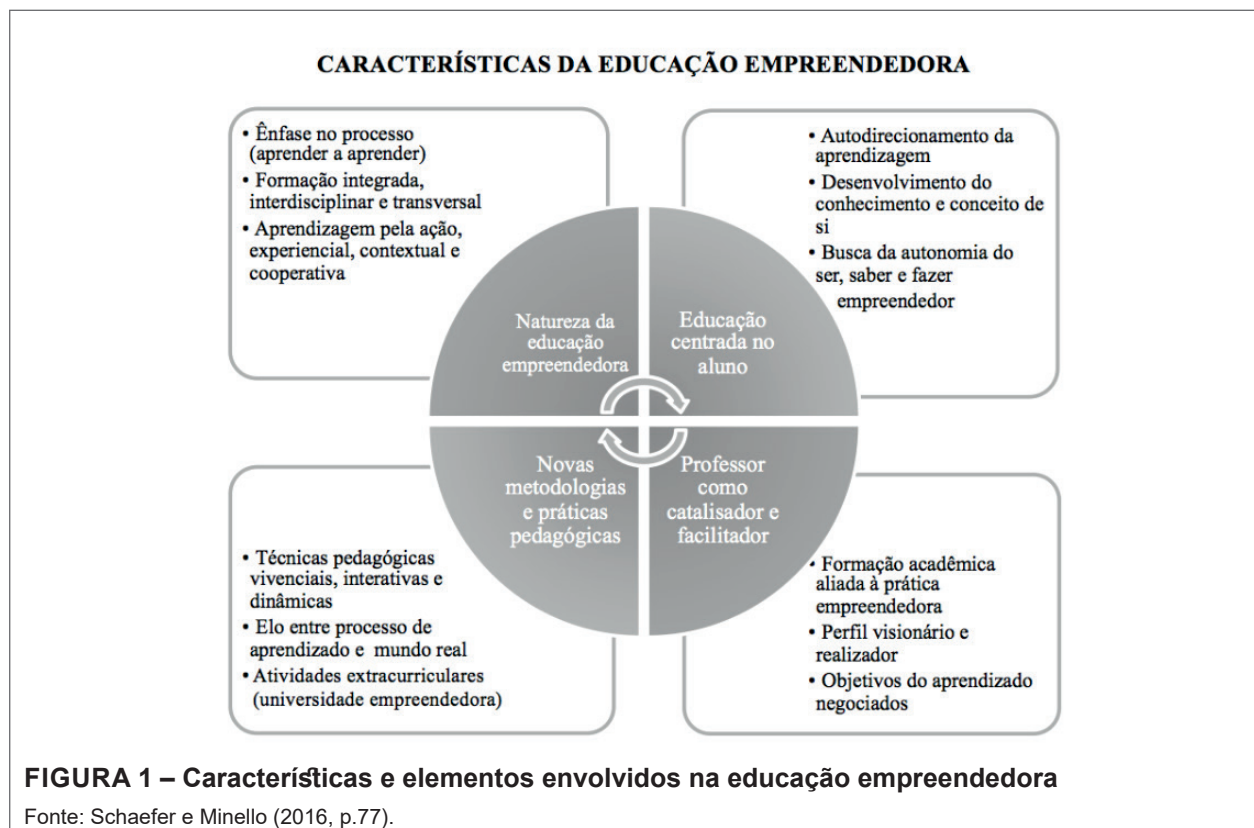 CARACTERÍSTICAS DA EDUCAÇÃO EMPREENDEDORA
• Ênfase no processo
(aprender a aprender)
• Formação integrada,
interdisciplinar e transversal
• Aprendizagem pela ação,
experiencial, contextual e
cooperativa
• Autodirecionamento da
aprendizagem
• Desenvolvimento do
conhecimento e conceito de
si
• Busca da autonomia do
ser, saber e fazer
empreendedor
Natureza da
educação
empreendedora
Educação
centrada no
aluno
Novas
metodologias
e práticas
pedagógicas
Professor
como
catalisador e
facilitador
• Técnicas pedagógicas
vivenciais, interativas e
dinâmicas
• Elo entre processo de
aprendizado e mundo real
• Atividades extracurriculares
(universidade empreendedora)
• Formação acadêmica
aliada à prática
empreendedora
• Perfil visionário e
realizador
• Objetivos do aprendizado
negociados
FIGURA 1 – Características e elementos envolvidos na educação empreendedora
Fonte: Schaefer e Minello (2016, p.77).